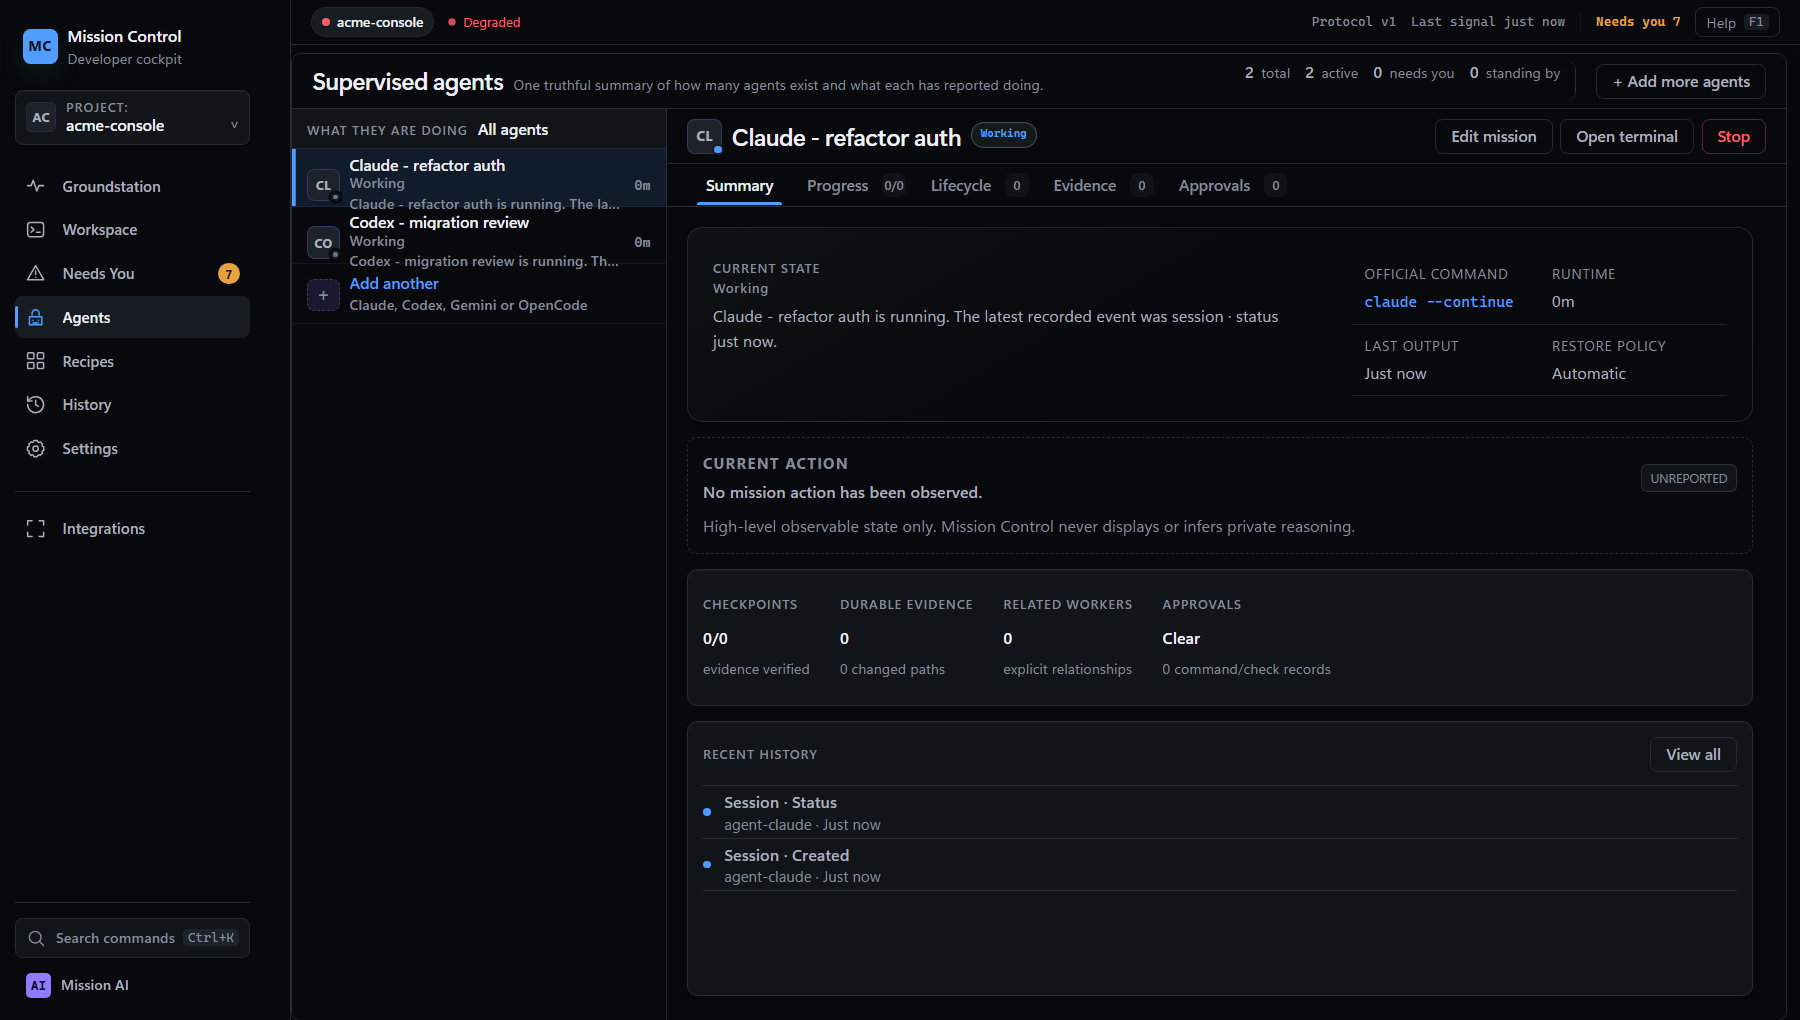 MC
Mission Control
Developer cockpit
AC
PROJECT:
acme-console
Groundstation
Workspace
Needs You 7
Agents
Recipes
History
Settings
Integrations
Search commands Ctrl+K
AI Mission AI
acme-console Degraded
Protocol v1 Last signal just now Needs you 7 Help F1
Supervised agents One truthful summary of how many agents exist and what each has reported doing.
2 total 2 active 0 needs you 0 standing by
+ Add more agents
WHAT THEY ARE DOING All agents
CL
Claude - refactor auth
Working
0m
Claude - refactor auth is running. The la...
CO
Codex - migration review
Working
0m
Codex - migration review is running. Th...
+
Add another
Claude, Codex, Gemini or OpenCode
CL Claude - refactor auth Working
Edit mission Open terminal Stop
Summary Progress 0/0 Lifecycle 0 Evidence 0 Approvals 0
CURRENT STATE
Working
Claude - refactor auth is running. The latest recorded event was session · status
just now.
OFFICIAL COMMAND RUNTIME
claude --continue 0m
LAST OUTPUT RESTORE POLICY
Just now Automatic
CURRENT ACTION
No mission action has been observed.
UNREPORTED
High-level observable state only. Mission Control never displays or infers private reasoning.
CHECKPOINTS DURABLE EVIDENCE RELATED WORKERS APPROVALS
0/0 0 0 Clear
evidence verified 0 changed paths explicit relationships 0 command/check records
RECENT HISTORY
View all
Session · Status
agent-claude · Just now
Session · Created
agent-claude · Just now